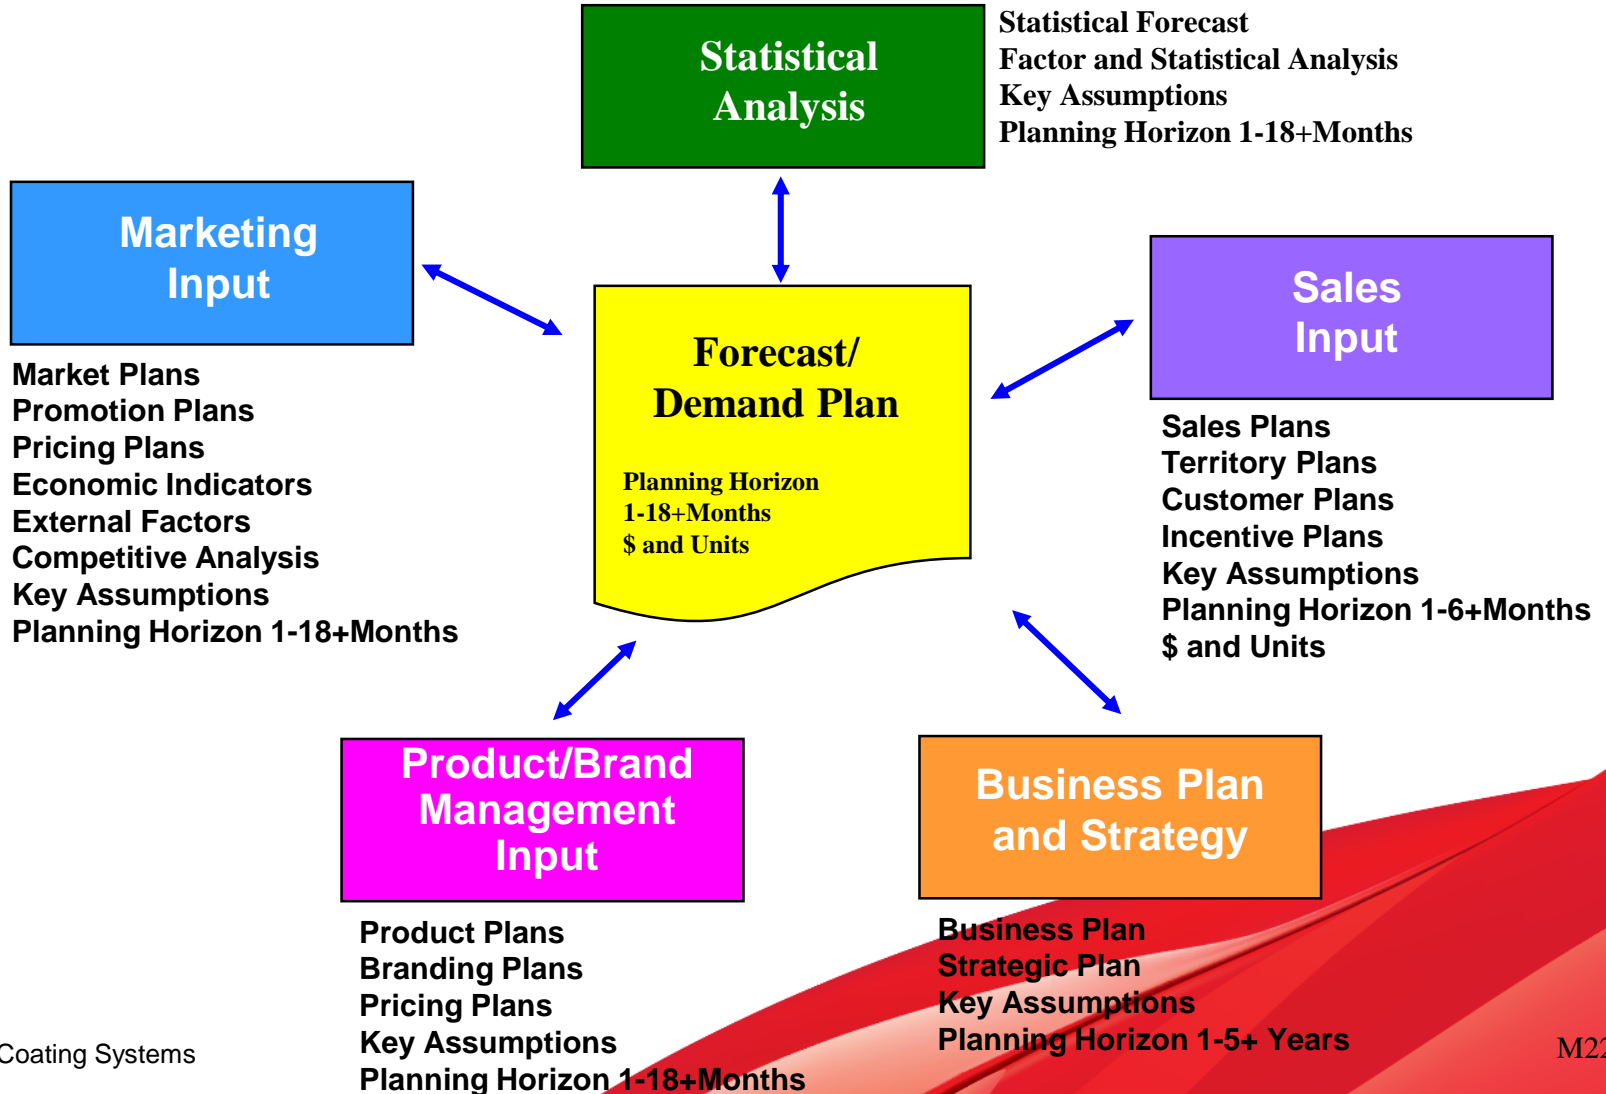 Statistical
Analysis
Statistical Forecast
Factor and Statistical Analysis
Key Assumptions
Planning Horizon 1-18+Months
Marketing
Input
Market Plans
Promotion Plans
Pricing Plans
Economic Indicators
External Factors
Competitive Analysis
Key Assumptions
Planning Horizon 1-18+Months
Forecast/
Demand Plan
Planning Horizon
1-18+Months
$ and Units
Sales
Input
Sales Plans
Territory Plans
Customer Plans
Incentive Plans
Key Assumptions
Planning Horizon 1-6+Months
$ and Units
Product/Brand
Management
Input
Product Plans
Branding Plans
Pricing Plans
Key Assumptions
Planning Horizon 1-18+Months
Business Plan
and Strategy
Business Plan
Strategic Plan
Key Assumptions
Planning Horizon 1-5+ Years
Coating Systems
M22